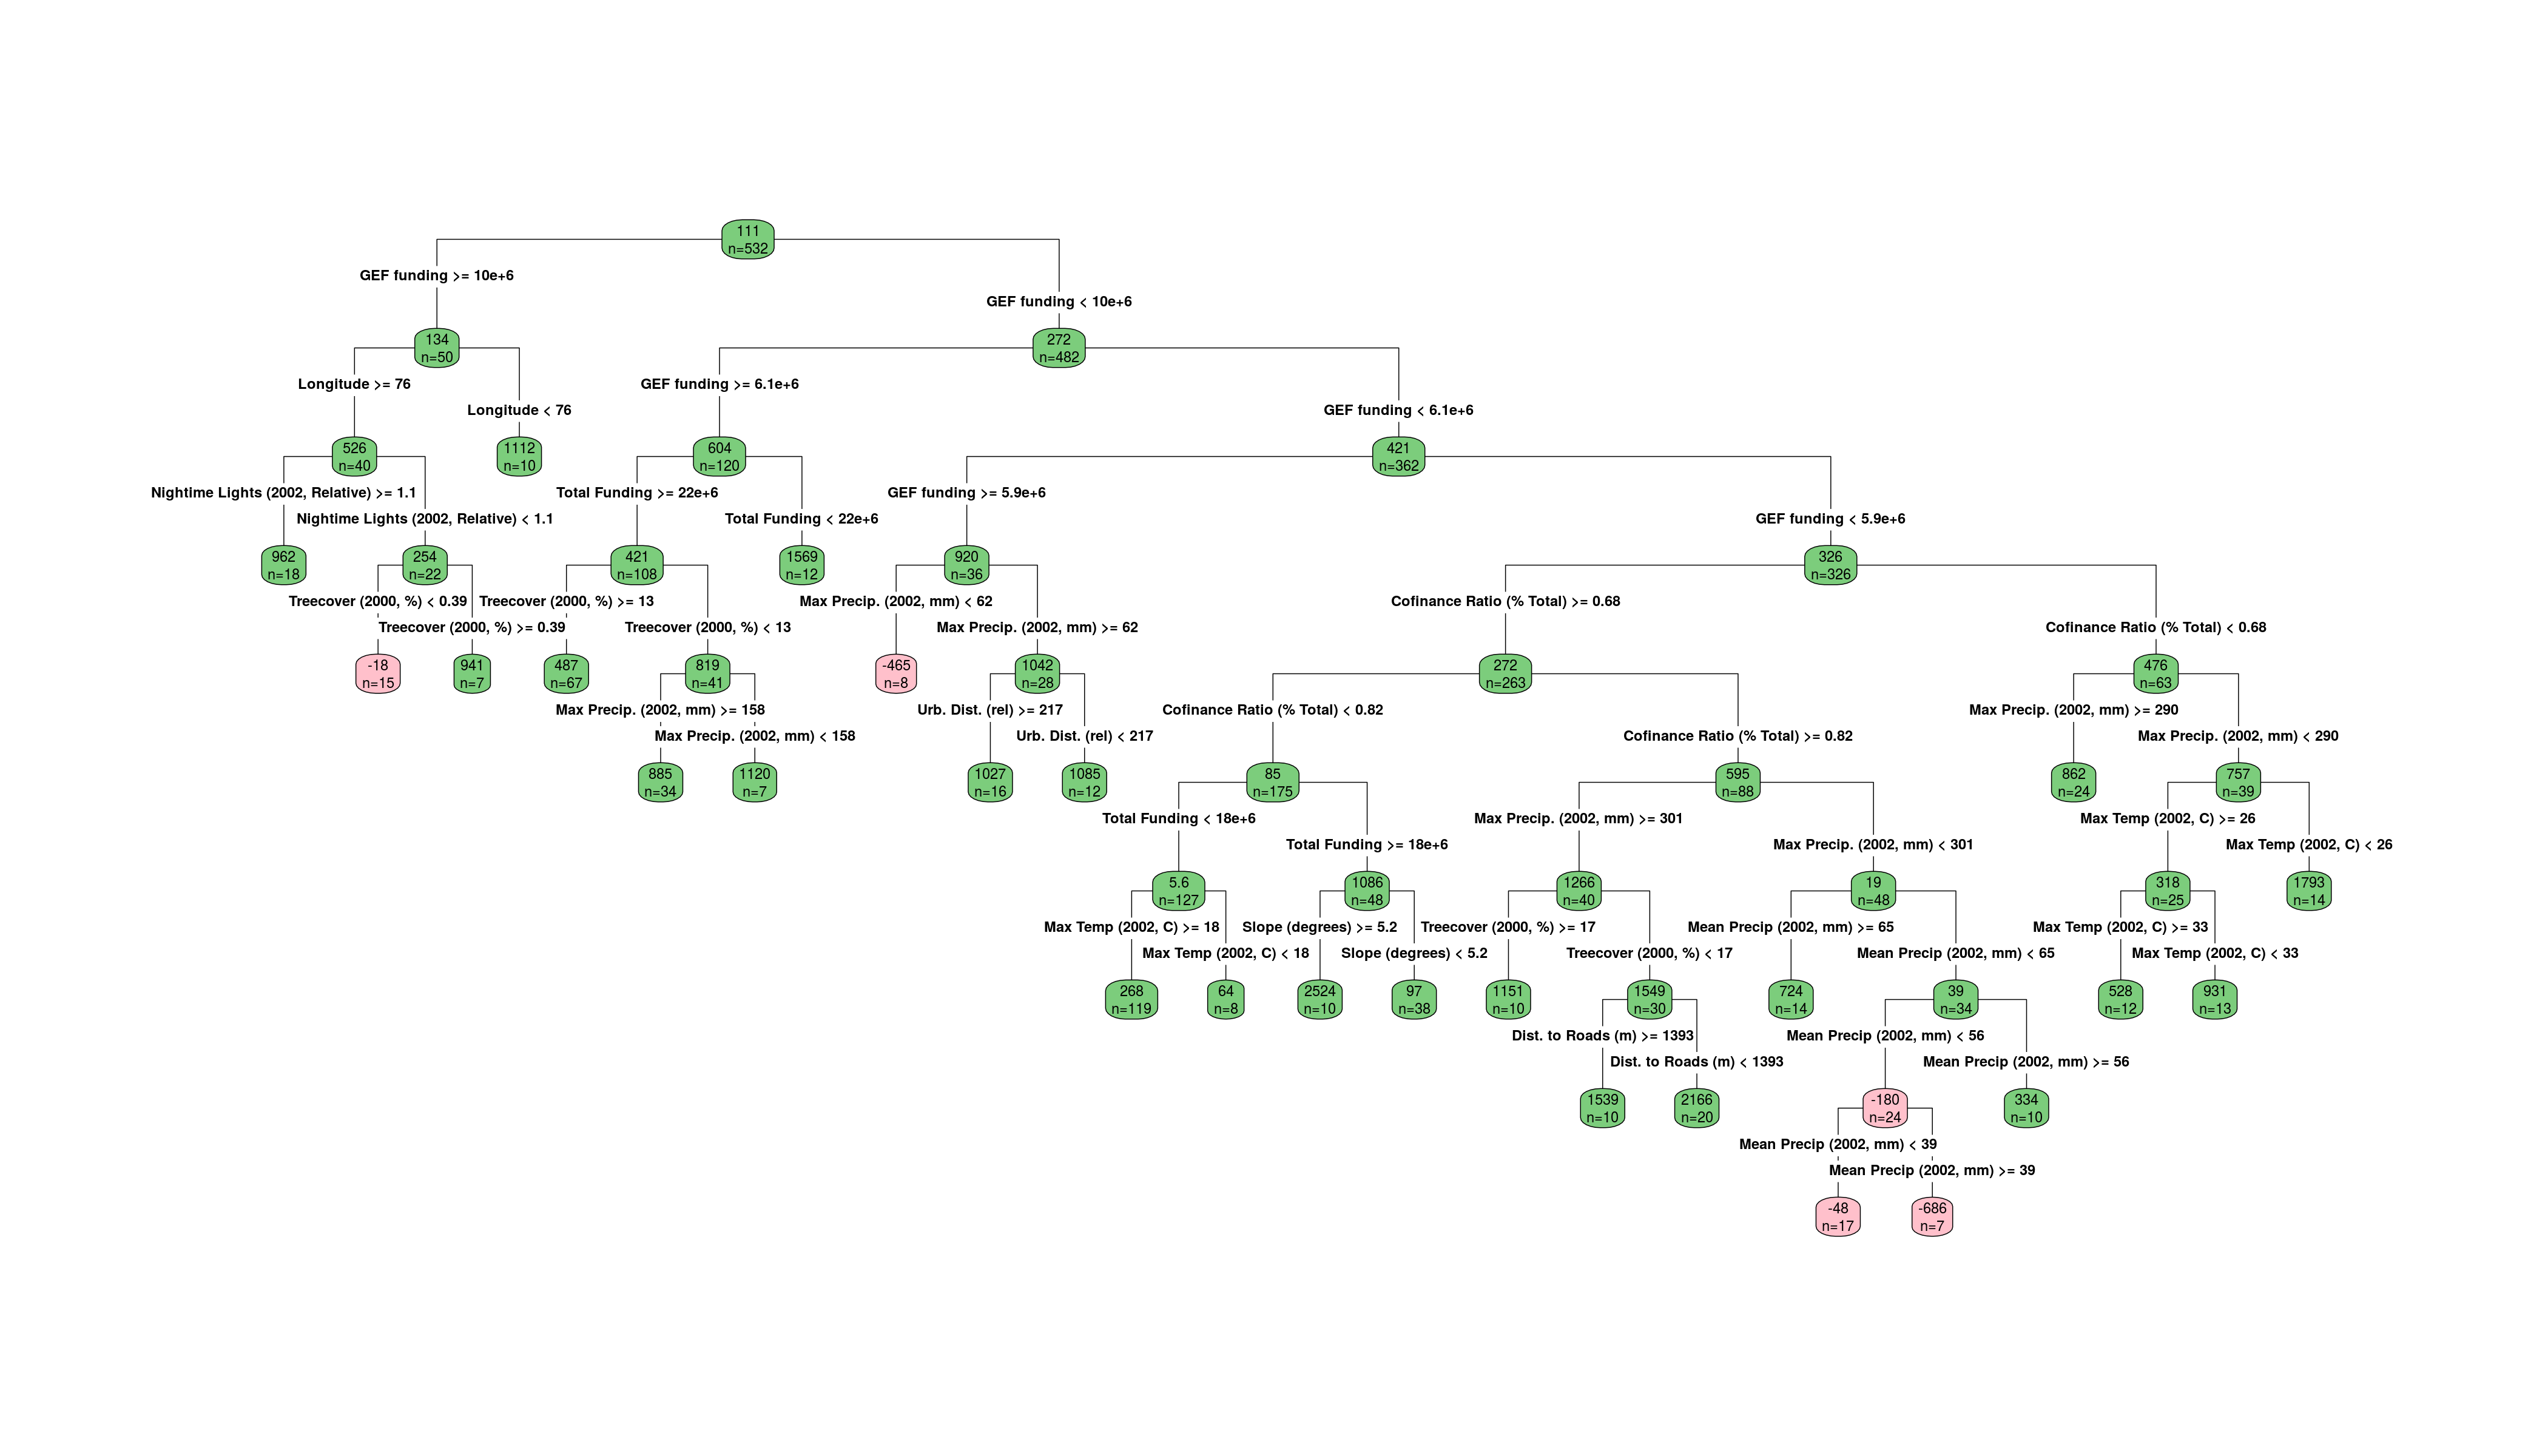 111
n=532
GEF funding >= 10e+6
GEF funding < 10e+6
134
n=50
272
n=482
Longitude >= 76
GEF funding >= 6.1e+6
Longitude < 76
GEF funding < 6.1e+6
526
n=40
1112
n=10
604
n=120
421
n=362
Nightime Lights (2002, Relative) >= 1.1
Total Funding >= 22e+6
GEF funding >= 5.9e+6
Nightime Lights (2002, Relative) < 1.1
Total Funding < 22e+6
GEF funding < 5.9e+6
962
n=18
254
n=22
421
n=108
1569
n=12
920
n=36
326
n=326
Treecover (2000, %) < 0.39
Treecover (2000, %) >= 13
Max Precip. (2002, mm) < 62
Cofinance Ratio (% Total) >= 0.68
Treecover (2000, %) >= 0.39
Treecover (2000, %) < 13
Max Precip. (2002, mm) >= 62
Cofinance Ratio (% Total) < 0.68
-18
n=15
941
n=7
487
n=67
819
n=41
-465
n=8
1042
n=28
272
n=263
476
n=63
Max Precip. (2002, mm) >= 158
Urb. Dist. (rel) >= 217
Cofinance Ratio (% Total) < 0.82
Max Precip. (2002, mm) >= 290
Max Precip. (2002, mm) < 158
Urb. Dist. (rel) < 217
Cofinance Ratio (% Total) >= 0.82
Max Precip. (2002, mm) < 290
885
n=34
1120
n=7
1027
n=16
1085
n=12
85
n=175
595
n=88
862
n=24
757
n=39
Total Funding < 18e+6
Max Precip. (2002, mm) >= 301
Max Temp (2002, C) >= 26
Total Funding >= 18e+6
Max Precip. (2002, mm) < 301
Max Temp (2002, C) < 26
5.6
n=127
1086
n=48
1266
n=40
19
n=48
318
n=25
1793
n=14
Max Temp (2002, C) >= 18
Slope (degrees) >= 5.2
Treecover (2000, %) >= 17
Mean Precip (2002, mm) >= 65
Max Temp (2002, C) >= 33
Max Temp (2002, C) < 18
Slope (degrees) < 5.2
Treecover (2000, %) < 17
Mean Precip (2002, mm) < 65
Max Temp (2002, C) < 33
268
n=119
64
n=8
2524
n=10
97
n=38
1151
n=10
1549
n=30
724
n=14
39
n=34
528
n=12
931
n=13
Dist. to Roads (m) >= 1393
Mean Precip (2002, mm) < 56
Dist. to Roads (m) < 1393
Mean Precip (2002, mm) >= 56
1539
n=10
2166
n=20
-180
n=24
334
n=10
Mean Precip (2002, mm) < 39
Mean Precip (2002, mm) >= 39
-48
n=17
-686
n=7